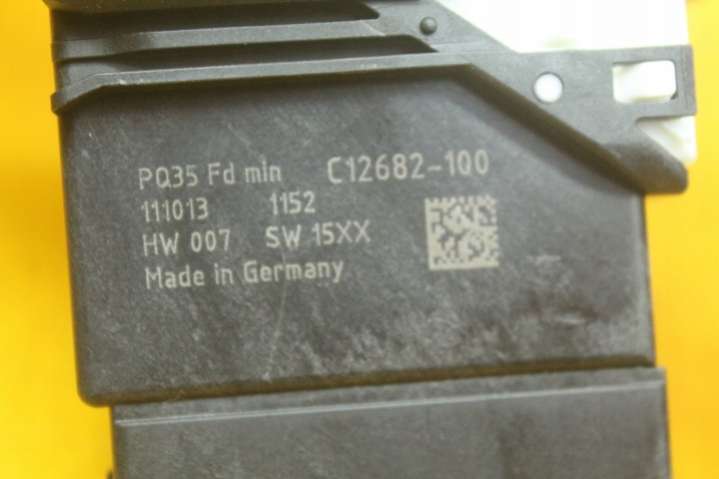 PQ35 Fd min C12682-100
111013 1152
HW 007 SW 15XX
Made in Germany